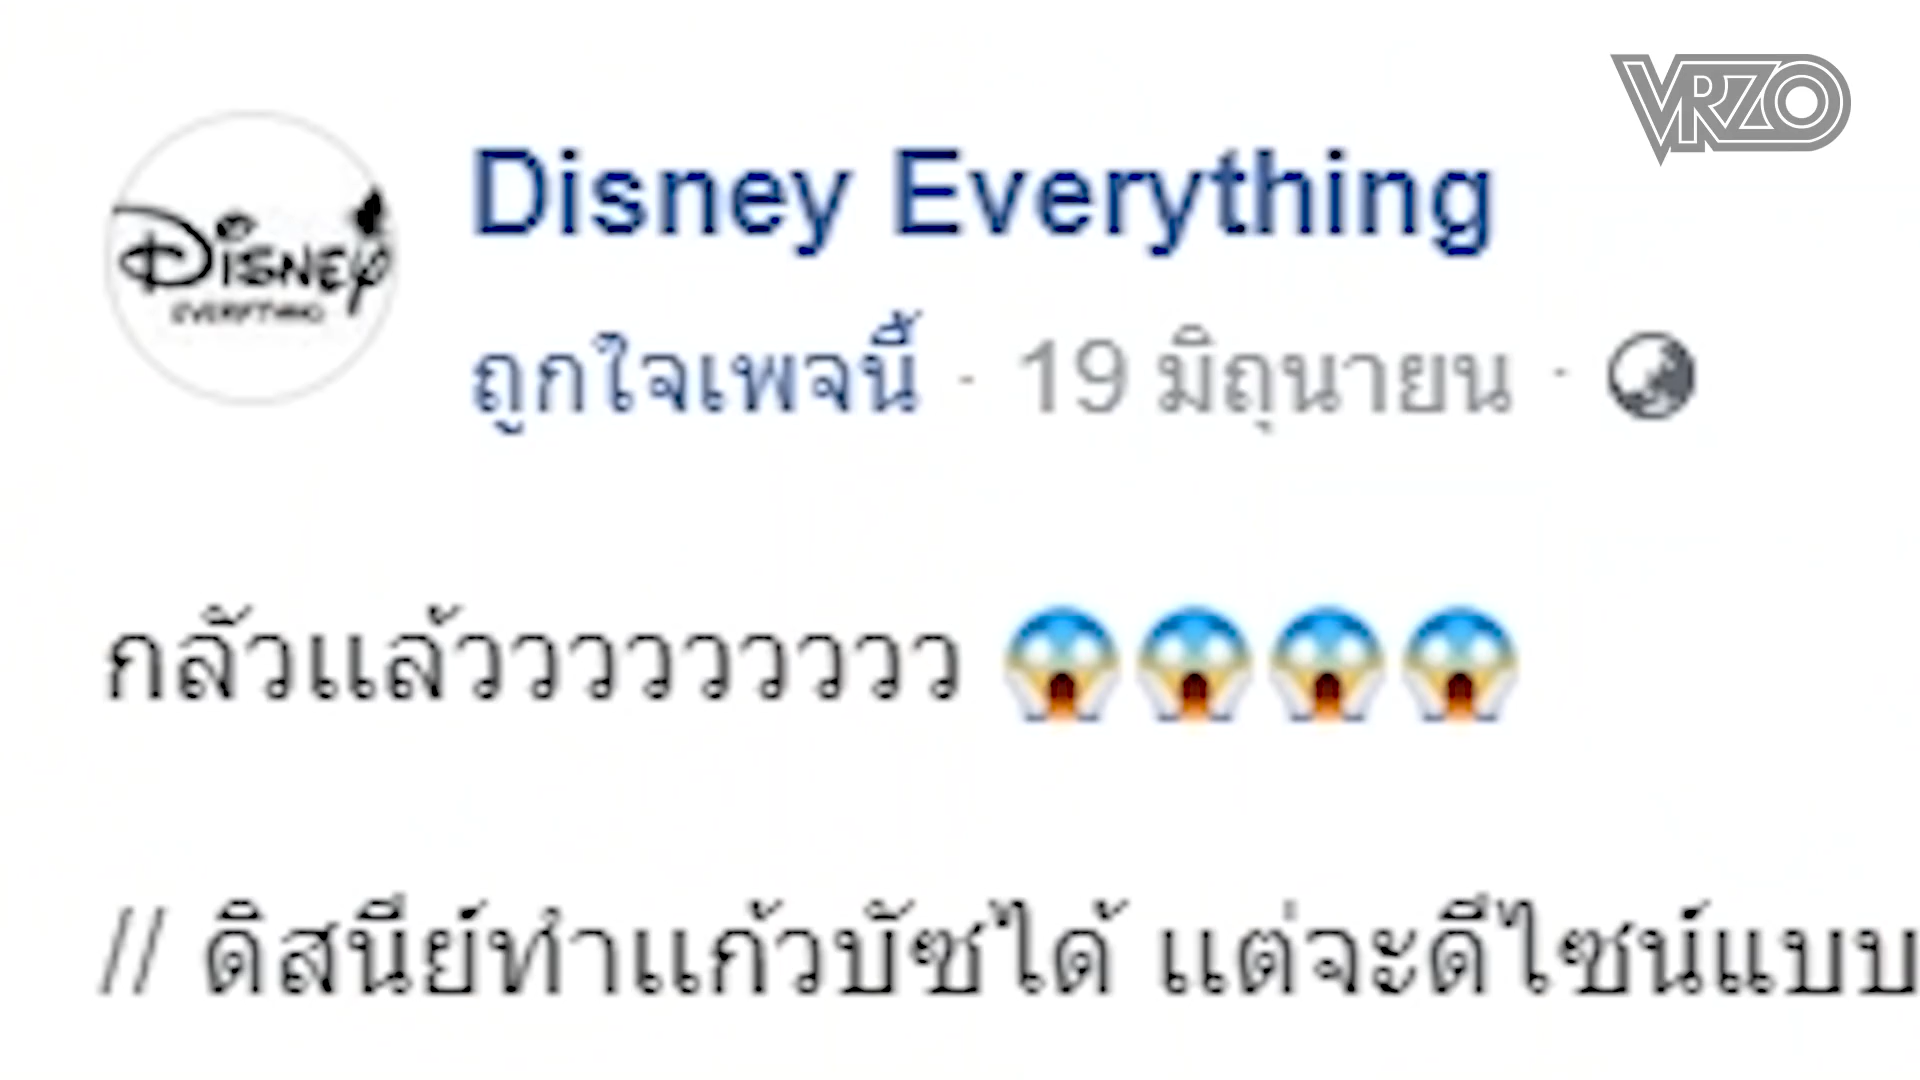 VRZO
Disney
EVERYTHING
Disney Everything
ถูกใจเพจนี้ · 19 มิถุนายน ·
กลัวแล้วววววววววว 😱😱😱😱
// ดิสนีย์ทำแก้วบัซได้ แต่จะดีไซน์แบบ